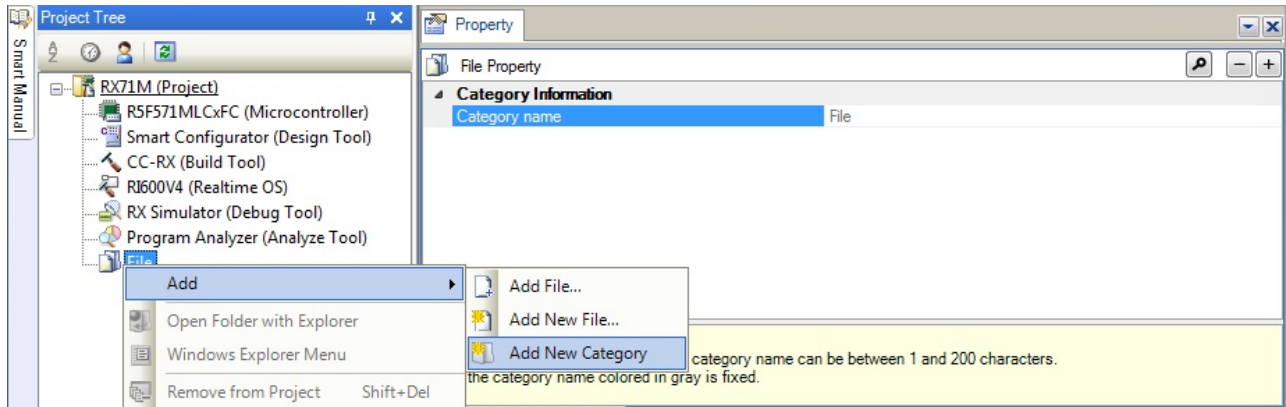 Smart Manual
Project Tree
RX71M (Project)
R5F571MLCxFC (Microcontroller)
Smart Configurator (Design Tool)
CC-RX (Build Tool)
RI600V4 (Realtime OS)
RX Simulator (Debug Tool)
Program Analyzer (Analyze Tool)
File
Add
Open Folder with Explorer
Windows Explorer Menu
Remove from Project Shift+Del
Add File...
Add New File...
Add New Category
Property
File Property
Category Information
Category name File
category name can be between 1 and 200 characters.
the category name colored in gray is fixed.